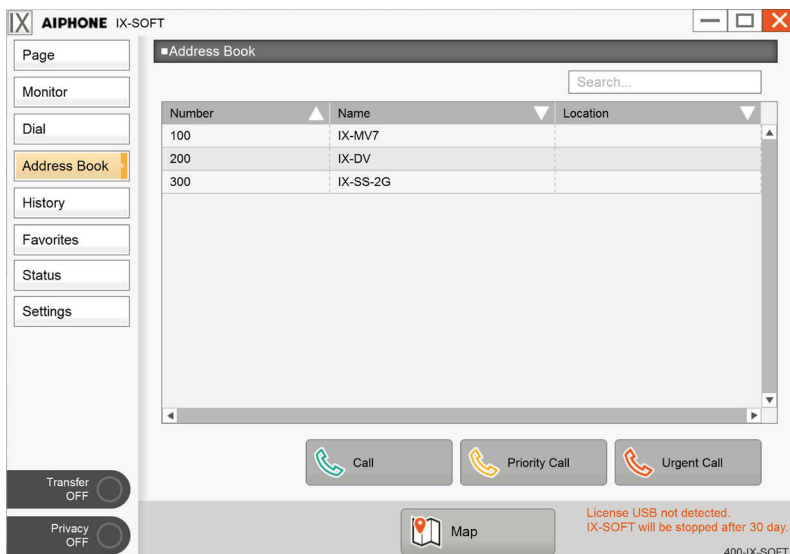 IX AIPHONE IX-SOFT
Page
Monitor
Dial
Address Book
History
Favorites
Status
Settings
Transfer
OFF
Privacy
OFF
■Address Book
Search...
Number Name Location
100 IX-MV7
200 IX-DV
300 IX-SS-2G
Call Priority Call Urgent Call
Map
License USB not detected.
IX-SOFT will be stopped after 30 day.
400-IX-SOFT